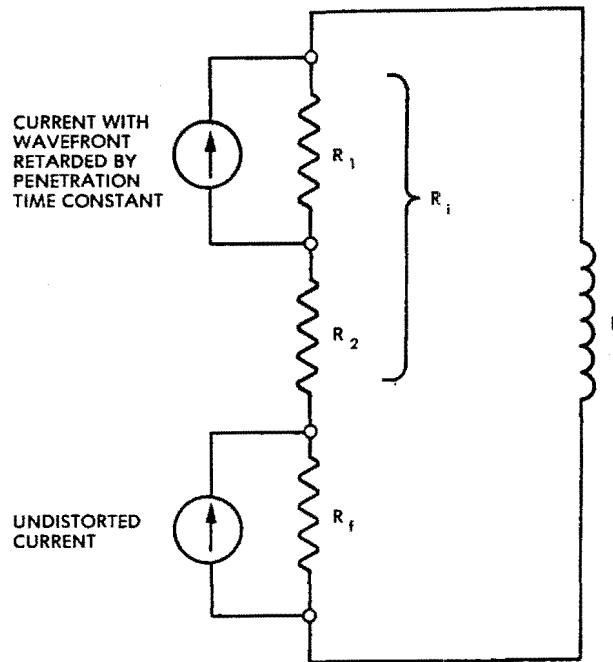 CURRENT WITH
WAVEFRONT
RETARDED BY
PENETRATION
TIME CONSTANT
R1
Ri
R2
UNDISTORTED
CURRENT
Rf